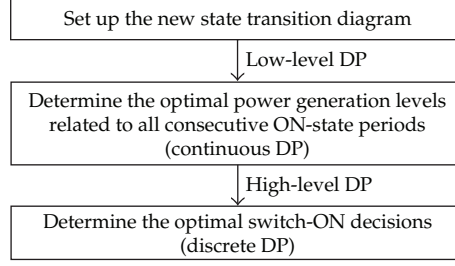 Set up the new state transition diagram
Low-level DP
Determine the optimal power generation levels
related to all consecutive ON-state periods
(continuous DP)
High-level DP
Determine the optimal switch-ON decisions
(discrete DP)